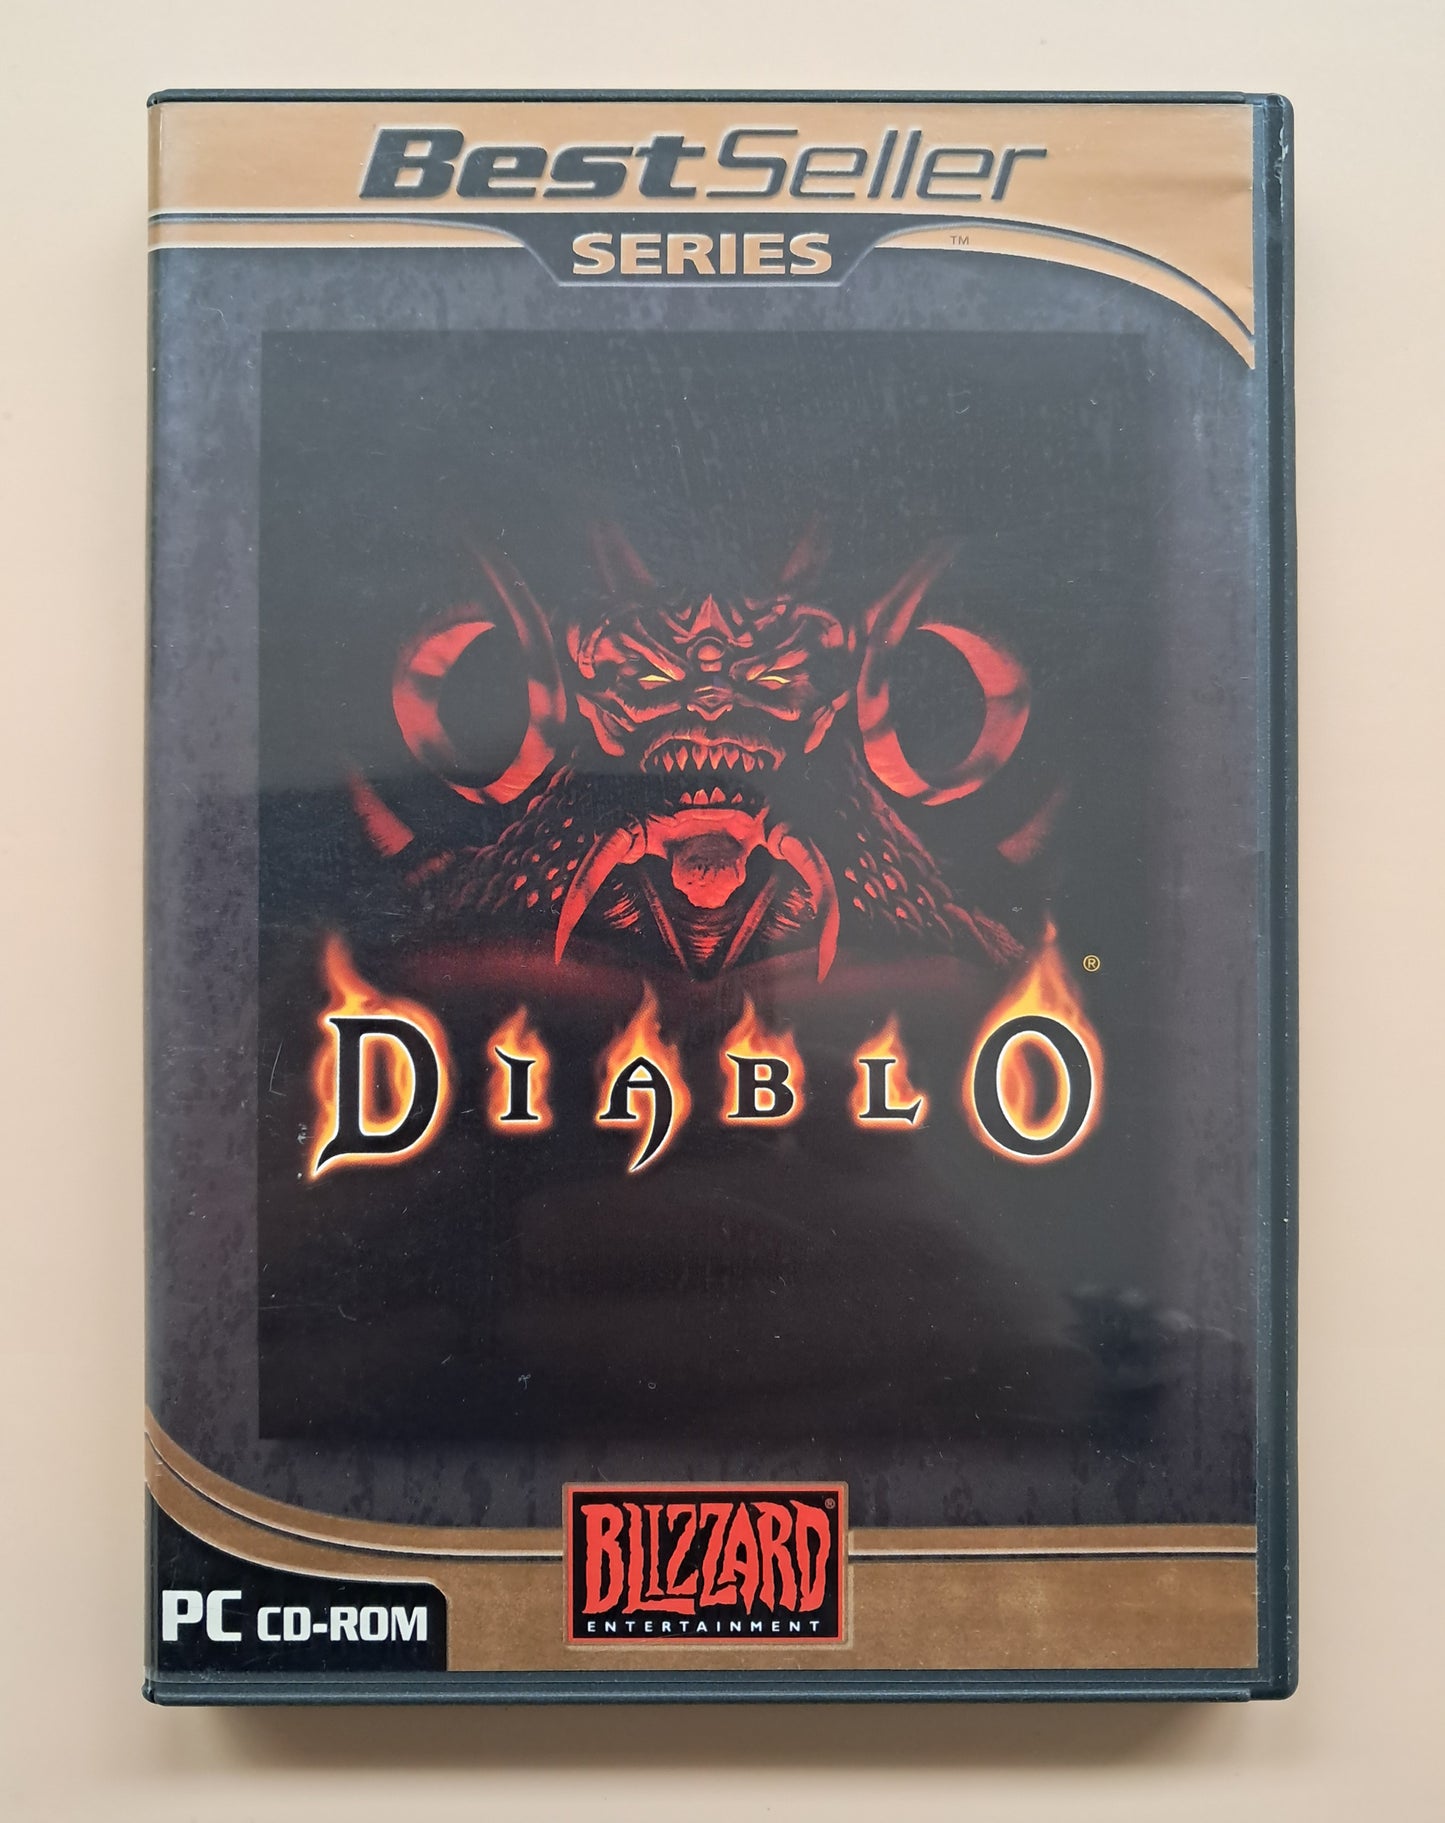 BestSeller
SERIES
™
®
DIABLO
BLIZZARD®
ENTERTAINMENT
PC CD-ROM